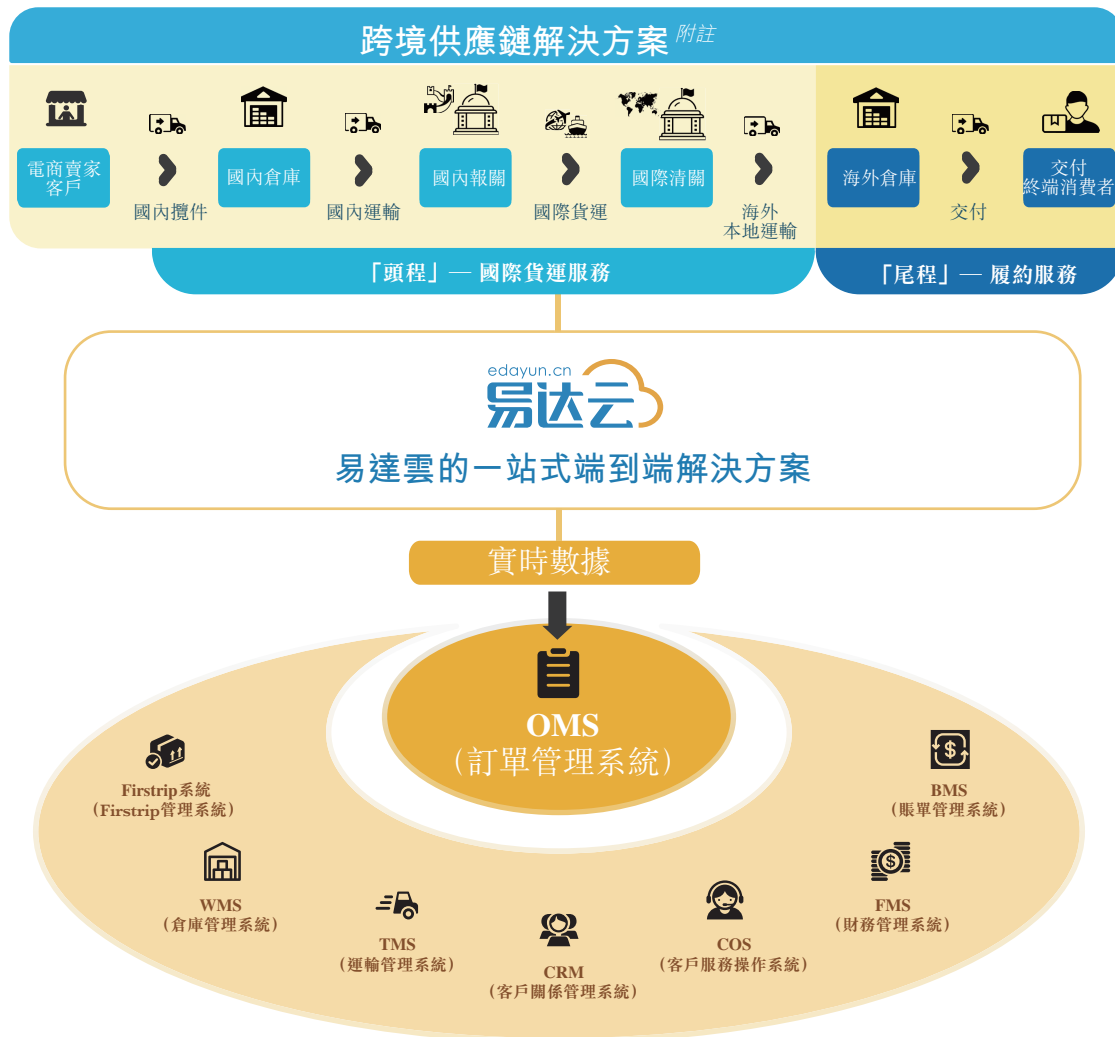 跨境供應鏈解決方案 附註
電商賣家
客戶
國內攬件
國內倉庫
國內運輸
國內報關
國際貨運
國際清關
海外
本地運輸
海外倉庫
交付
交付
終端消費者
「頭程」— 國際貨運服務
「尾程」— 履約服務
edayun.cn
易达云
易達雲的一站式端到端解決方案
實時數據
OMS
(訂單管理系統)
Firstrip系統
(Firstrip管理系統)
WMS
(倉庫管理系統)
TMS
(運輸管理系統)
CRM
(客戶關係管理系統)
COS
(客戶服務操作系統)
FMS
(財務管理系統)
BMS
(賬單管理系統)